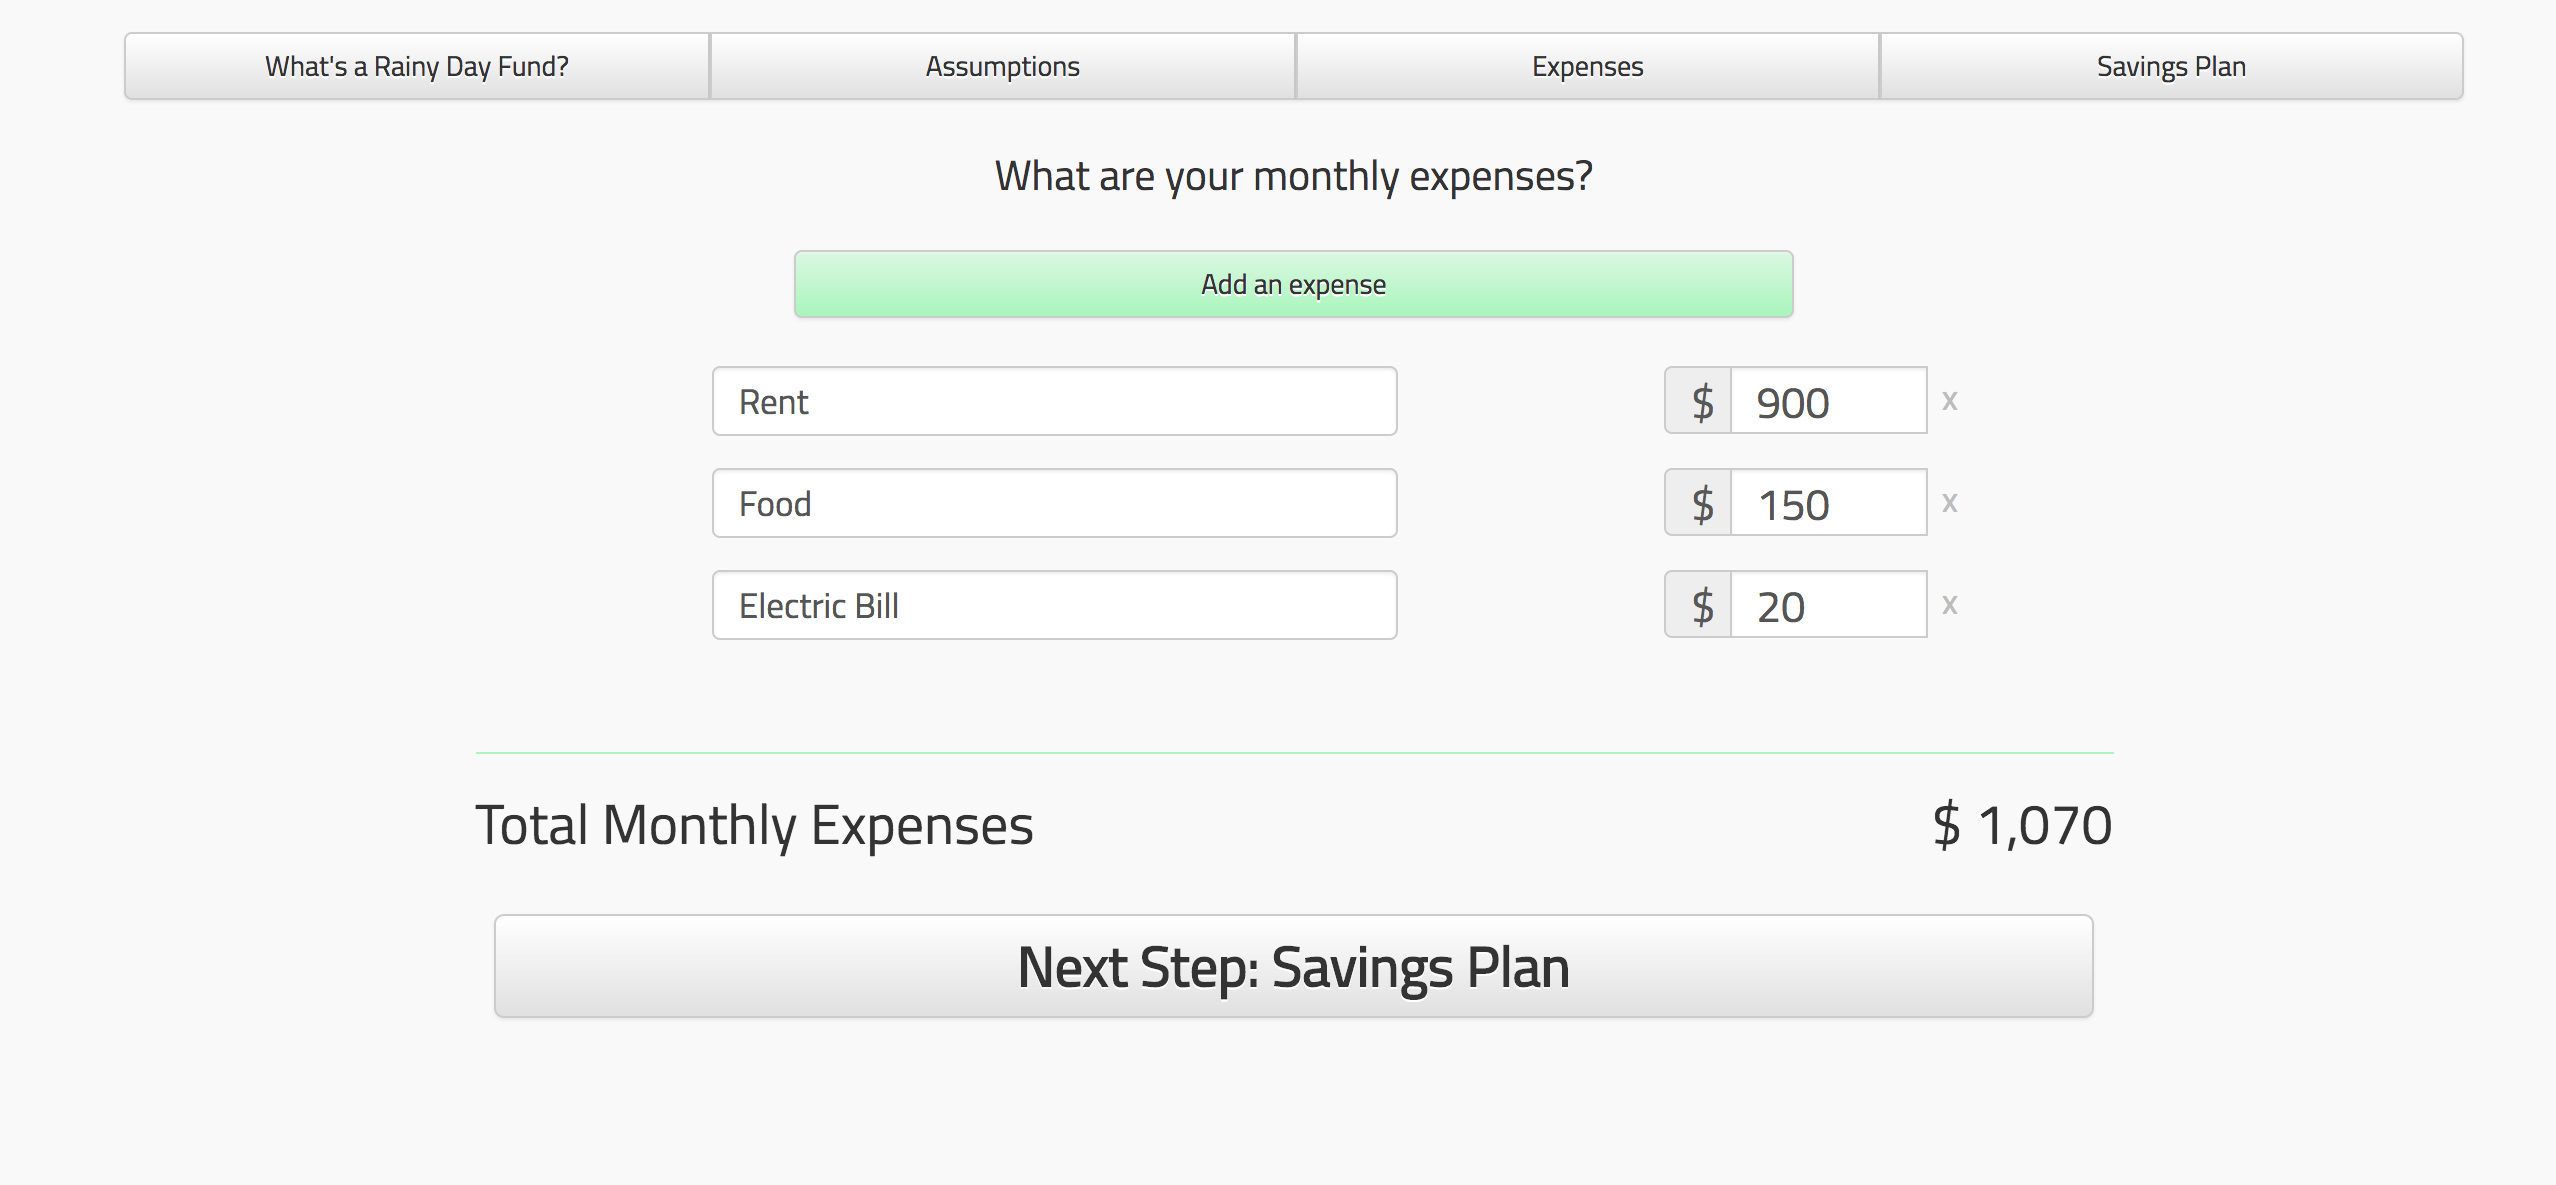 What's a Rainy Day Fund? Assumptions Expenses Savings Plan
What are your monthly expenses?
Add an expense
Rent $ 900 x
Food $ 150 x
Electric Bill $ 20 x
Total Monthly Expenses $ 1,070
Next Step: Savings Plan